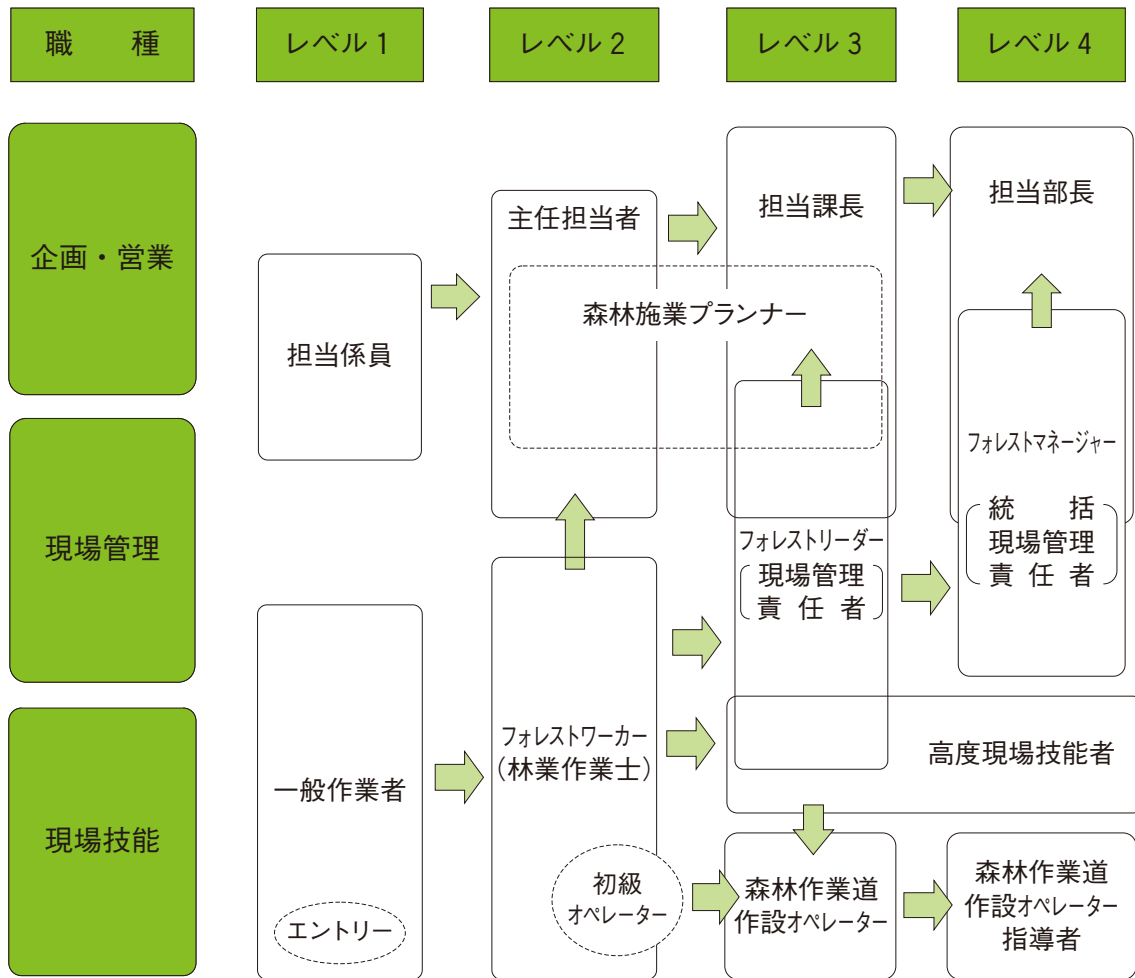 職　種
レベル 1
レベル 2
レベル 3
レベル 4
企画・営業
担当係員
主任担当者
担当課長
担当部長
森林施業プランナー
現場管理
フォレストリーダー
現場管理
責 任 者
フォレストマネージャー
統　括
現場管理
責 任 者
現場技能
一般作業者
エントリー
フォレストワーカー
（林業作業士）
初級
オペレーター
高度現場技能者
森林作業道
作設オペレーター
森林作業道
作設オペレーター
指導者